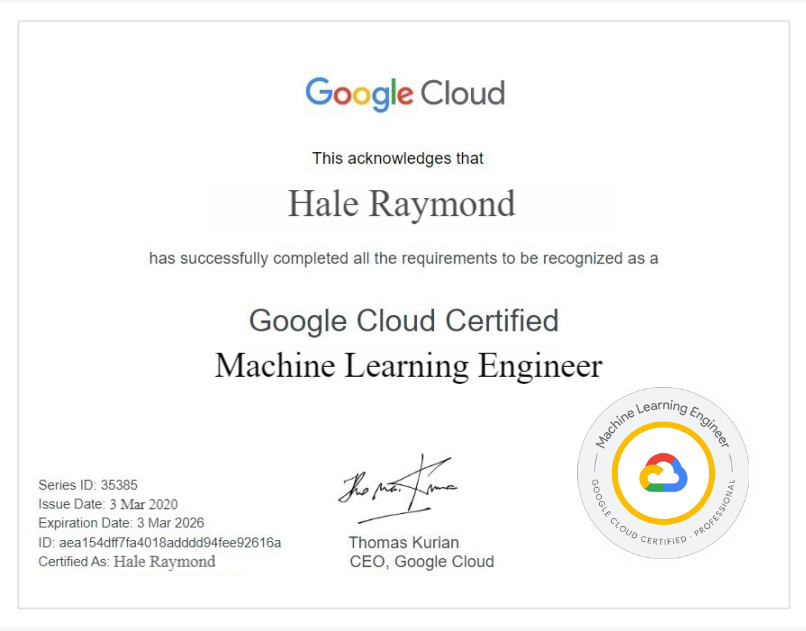 Google Cloud
This acknowledges that
Hale Raymond
has successfully completed all the requirements to be recognized as a
Google Cloud Certified
Machine Learning Engineer
Machine Learning Engineer
GOOGLE CLOUD CERTIFIED · PROFESSIONAL
Series ID: 35385
Issue Date: 3 Mar 2020
Expiration Date: 3 Mar 2026
ID: aea154dff7fa4018adddd94fee92616a
Certified As: Hale Raymond
Thomas Kurian
CEO, Google Cloud